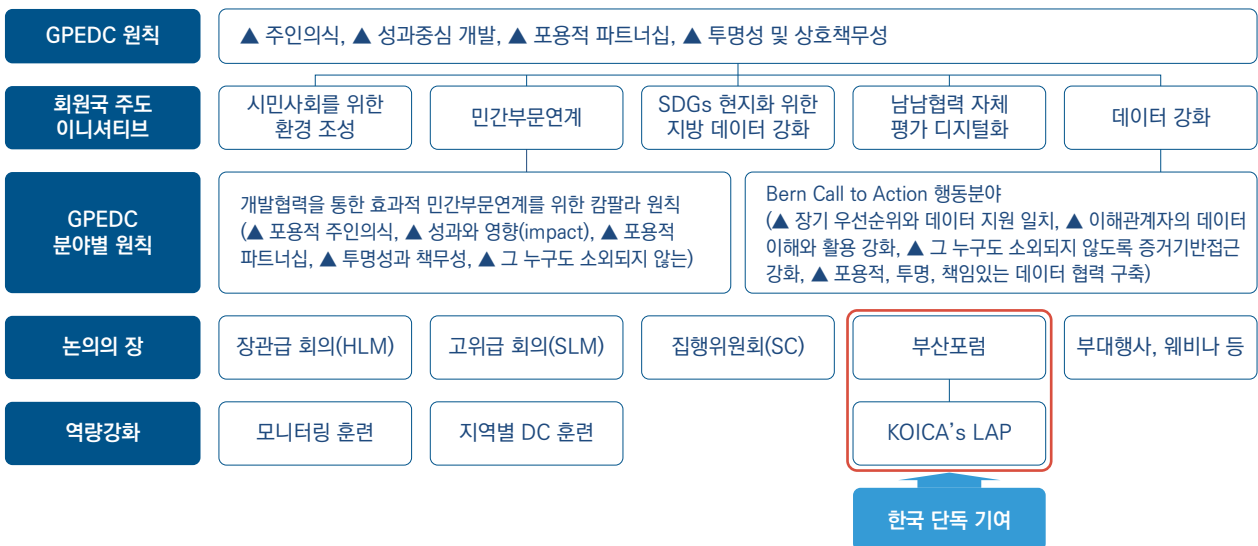 GPEDC 원칙
▲ 주인의식, ▲ 성과중심 개발, ▲ 포용적 파트너십, ▲ 투명성 및 상호책무성
회원국 주도
이니셔티브
시민사회를 위한
환경 조성
민간부문연계
SDGs 현지화 위한
지방 데이터 강화
남남협력 자체
평가 디지털화
데이터 강화
GPEDC
분야별 원칙
개발협력을 통한 효과적 민간부문연계를 위한 캄팔라 원칙
(▲ 포용적 주인의식, ▲ 성과와 영향(impact), ▲ 포용적
파트너십, ▲ 투명성과 책무성, ▲ 그 누구도 소외되지 않는)
Bern Call to Action 행동분야
(▲ 장기 우선순위와 데이터 지원 일치, ▲ 이해관계자의 데이터
이해와 활용 강화, ▲ 그 누구도 소외되지 않도록 증거기반접근
강화, ▲ 포용적, 투명, 책임있는 데이터 협력 구축)
논의의 장
장관급 회의(HLM)
고위급 회의(SLM)
집행위원회(SC)
부산포럼
부대행사, 웨비나 등
역량강화
모니터링 훈련
지역별 DC 훈련
KOICA's LAP
한국 단독 기여